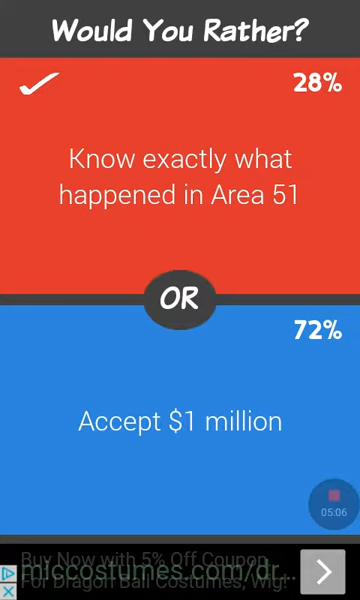 Would You Rather?
28%
Know exactly what
happened in Area 51
OR
72%
Accept $1 million
05:06
Buy Now with 5% Off Coupon
miccostumes.com/dr...
For Dragon Ball Costumes, Wig!